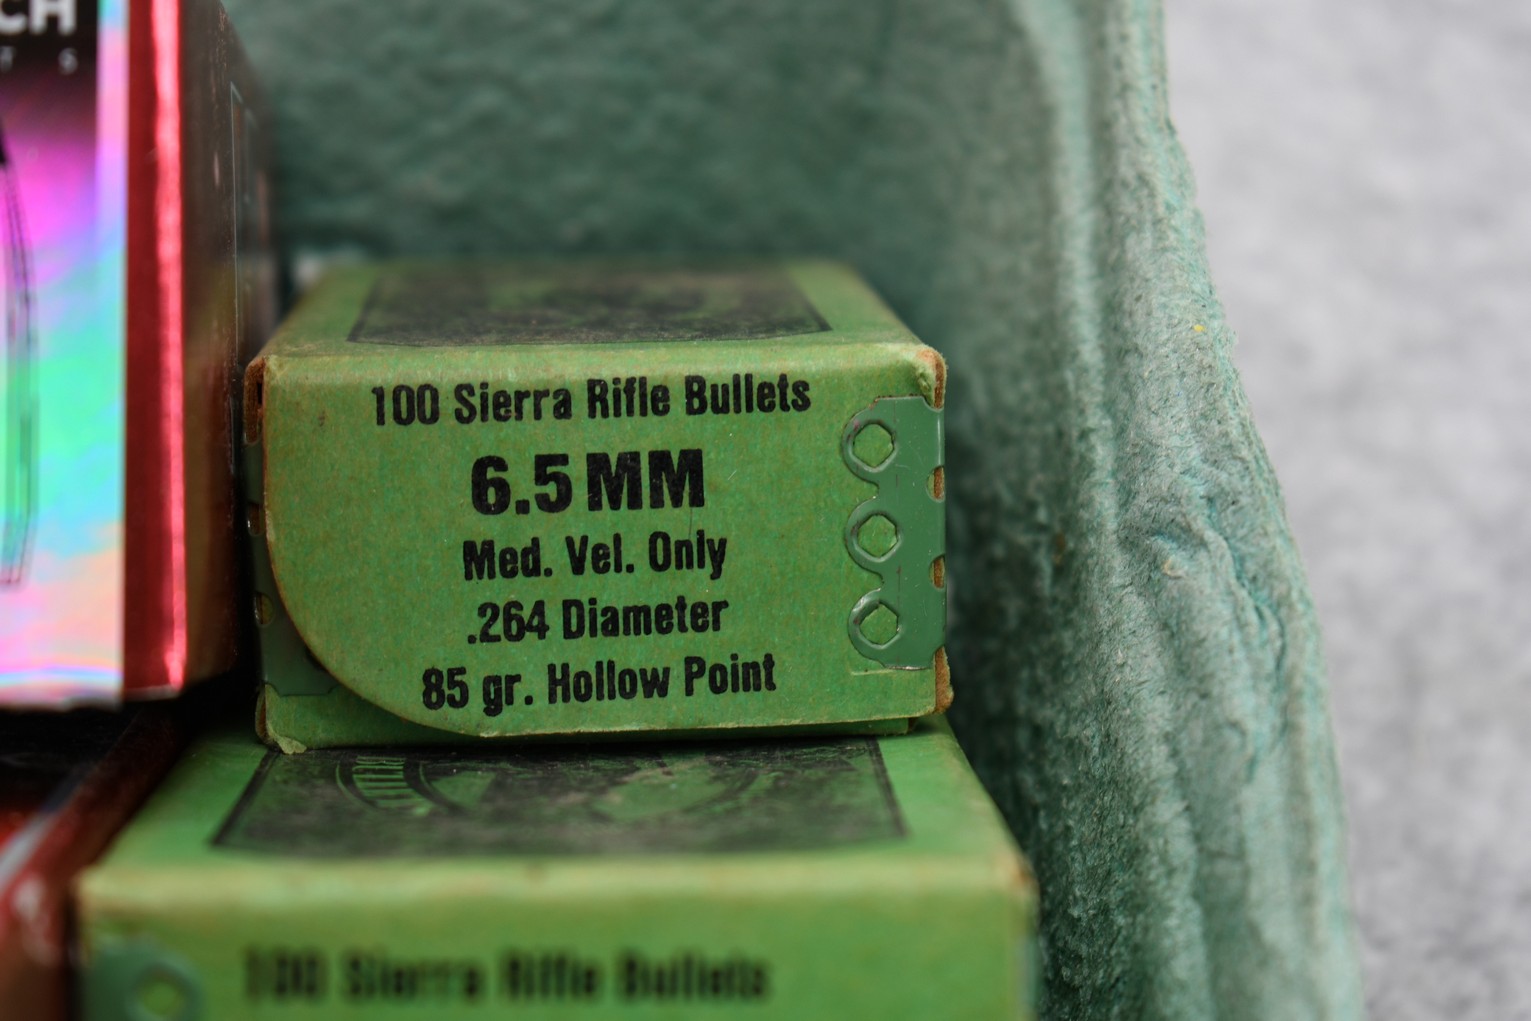 CH
T S
100 Sierra Rifle Bullets
6.5 MM
Med. Vel. Only
.264 Diameter
85 gr. Hollow Point
100 Sierra Rifle Bullets